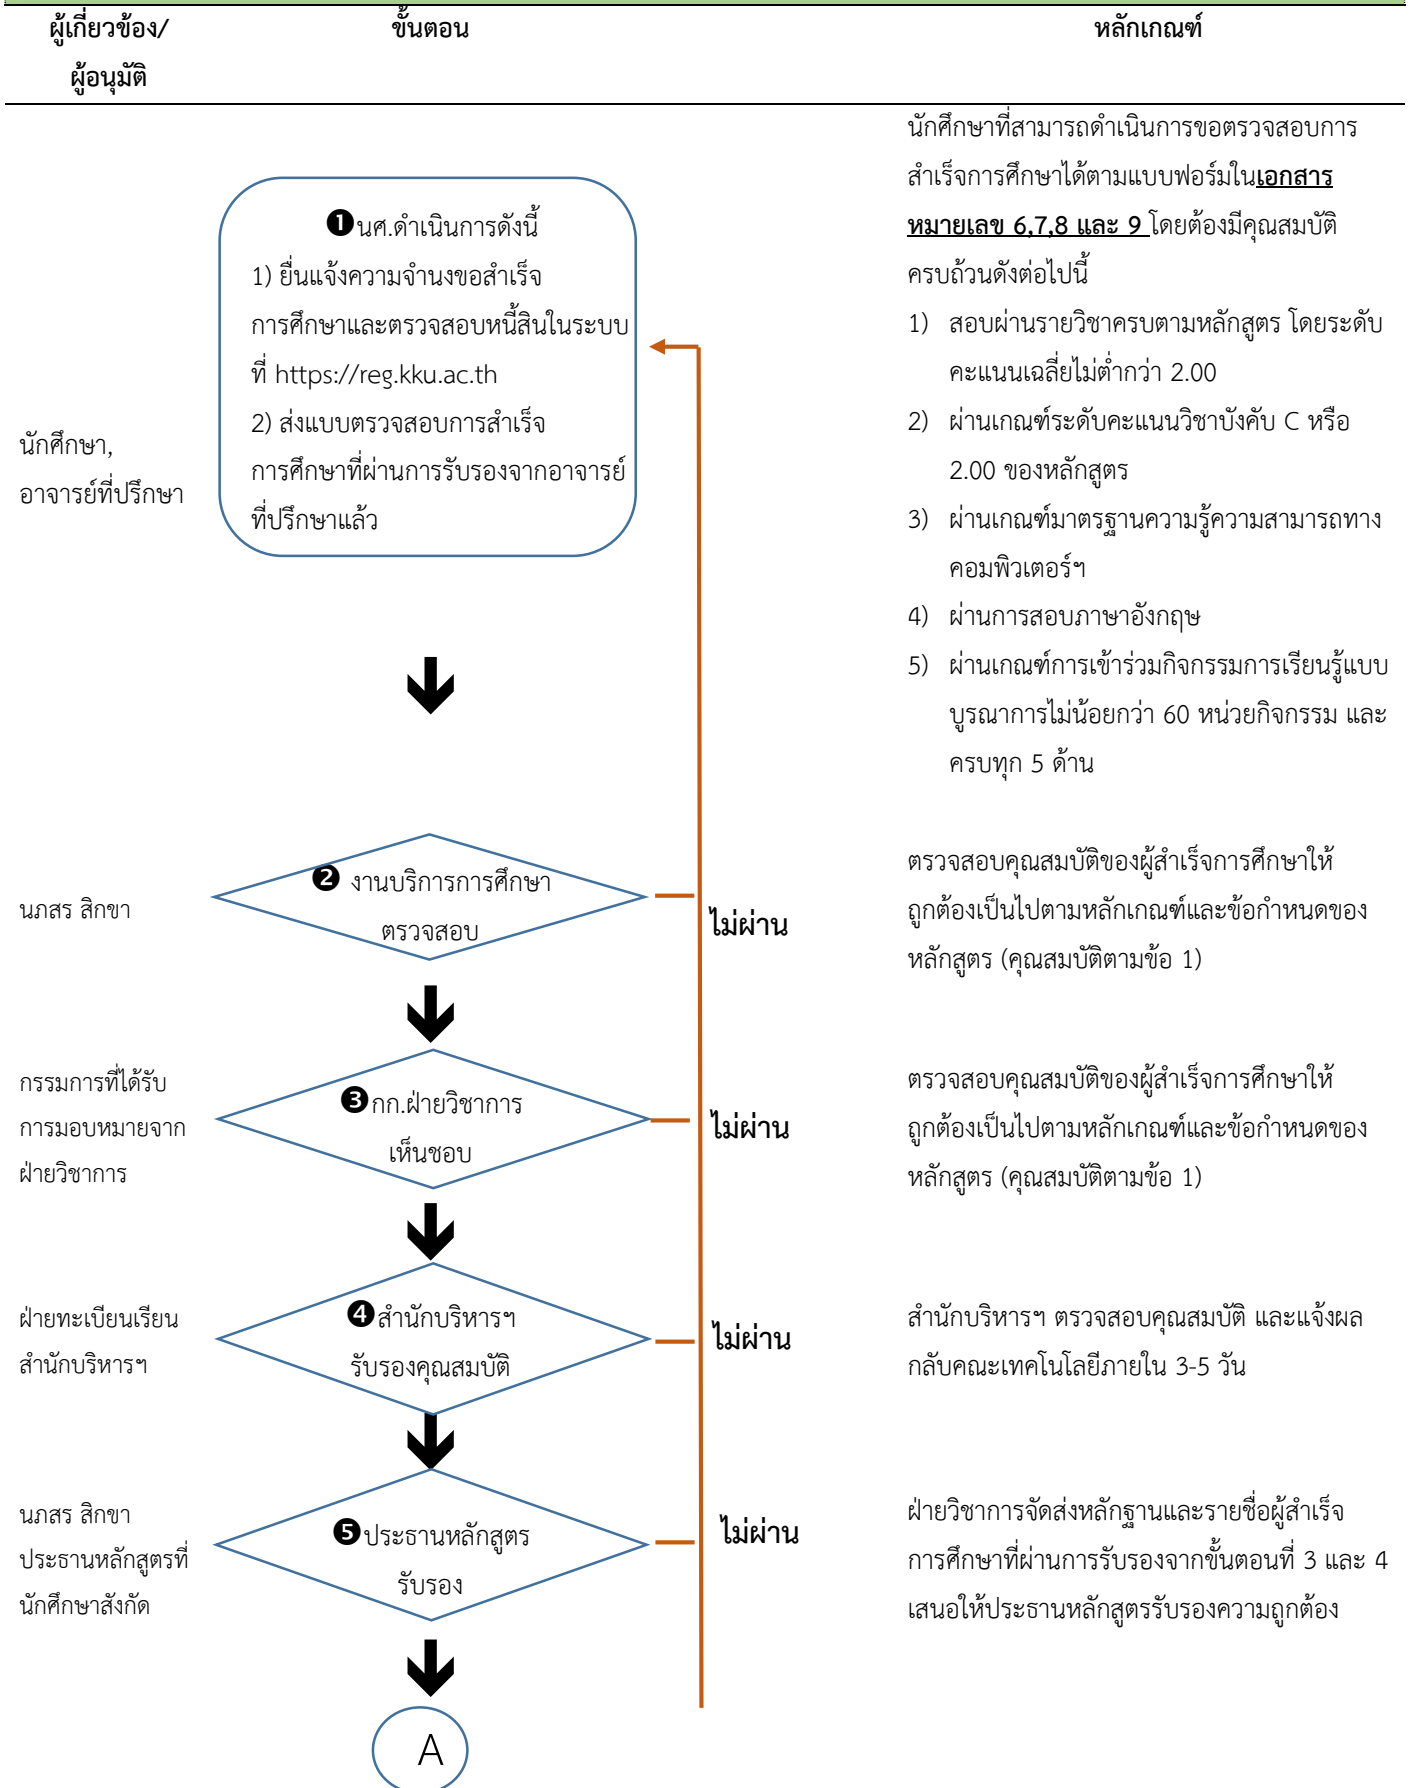 ผู้เกี่ยวข้อง/
ผู้อนุมัติ
ขั้นตอน
หลักเกณฑ์
นักศึกษา,
อาจารย์ที่ปรึกษา
❶นศ.ดำเนินการดังนี้
1) ยื่นแจ้งความจำนงขอสำเร็จ
การศึกษาและตรวจสอบหนี้สินในระบบ
ที่ https://reg.kku.ac.th
2) ส่งแบบตรวจสอบการสำเร็จ
การศึกษาที่ผ่านการรับรองจากอาจารย์
ที่ปรึกษาแล้ว
นักศึกษาที่สามารถดำเนินการขอตรวจสอบการ
สำเร็จการศึกษาได้ตามแบบฟอร์มในเอกสาร
หมายเลข 6,7,8 และ 9 โดยต้องมีคุณสมบัติ
ครบถ้วนดังต่อไปนี้
1) สอบผ่านรายวิชาครบตามหลักสูตร โดยระดับ
คะแนนเฉลี่ยไม่ต่ำกว่า 2.00
2) ผ่านเกณฑ์ระดับคะแนนวิชาบังคับ C หรือ
2.00 ของหลักสูตร
3) ผ่านเกณฑ์มาตรฐานความรู้ความสามารถทาง
คอมพิวเตอร์ฯ
4) ผ่านการสอบภาษาอังกฤษ
5) ผ่านเกณฑ์การเข้าร่วมกิจกรรมการเรียนรู้แบบ
บูรณาการไม่น้อยกว่า 60 หน่วยกิจกรรม และ
ครบทุก 5 ด้าน
นภสร สิกขา
❷ งานบริการการศึกษา
ตรวจสอบ
ไม่ผ่าน
ตรวจสอบคุณสมบัติของผู้สำเร็จการศึกษาให้
ถูกต้องเป็นไปตามหลักเกณฑ์และข้อกำหนดของ
หลักสูตร (คุณสมบัติตามข้อ 1)
กรรมการที่ได้รับ
การมอบหมายจาก
ฝ่ายวิชาการ
❸กก.ฝ่ายวิชาการ
เห็นชอบ
ไม่ผ่าน
ตรวจสอบคุณสมบัติของผู้สำเร็จการศึกษาให้
ถูกต้องเป็นไปตามหลักเกณฑ์และข้อกำหนดของ
หลักสูตร (คุณสมบัติตามข้อ 1)
ฝ่ายทะเบียนเรียน
สำนักบริหารฯ
❹สำนักบริหารฯ
รับรองคุณสมบัติ
ไม่ผ่าน
สำนักบริหารฯ ตรวจสอบคุณสมบัติ และแจ้งผล
กลับคณะเทคโนโลยีภายใน 3-5 วัน
นภสร สิกขา
ประธานหลักสูตรที่
นักศึกษาสังกัด
❺ประธานหลักสูตร
รับรอง
ไม่ผ่าน
ฝ่ายวิชาการจัดส่งหลักฐานและรายชื่อผู้สำเร็จ
การศึกษาที่ผ่านการรับรองจากขั้นตอนที่ 3 และ 4
เสนอให้ประธานหลักสูตรรับรองความถูกต้อง
A